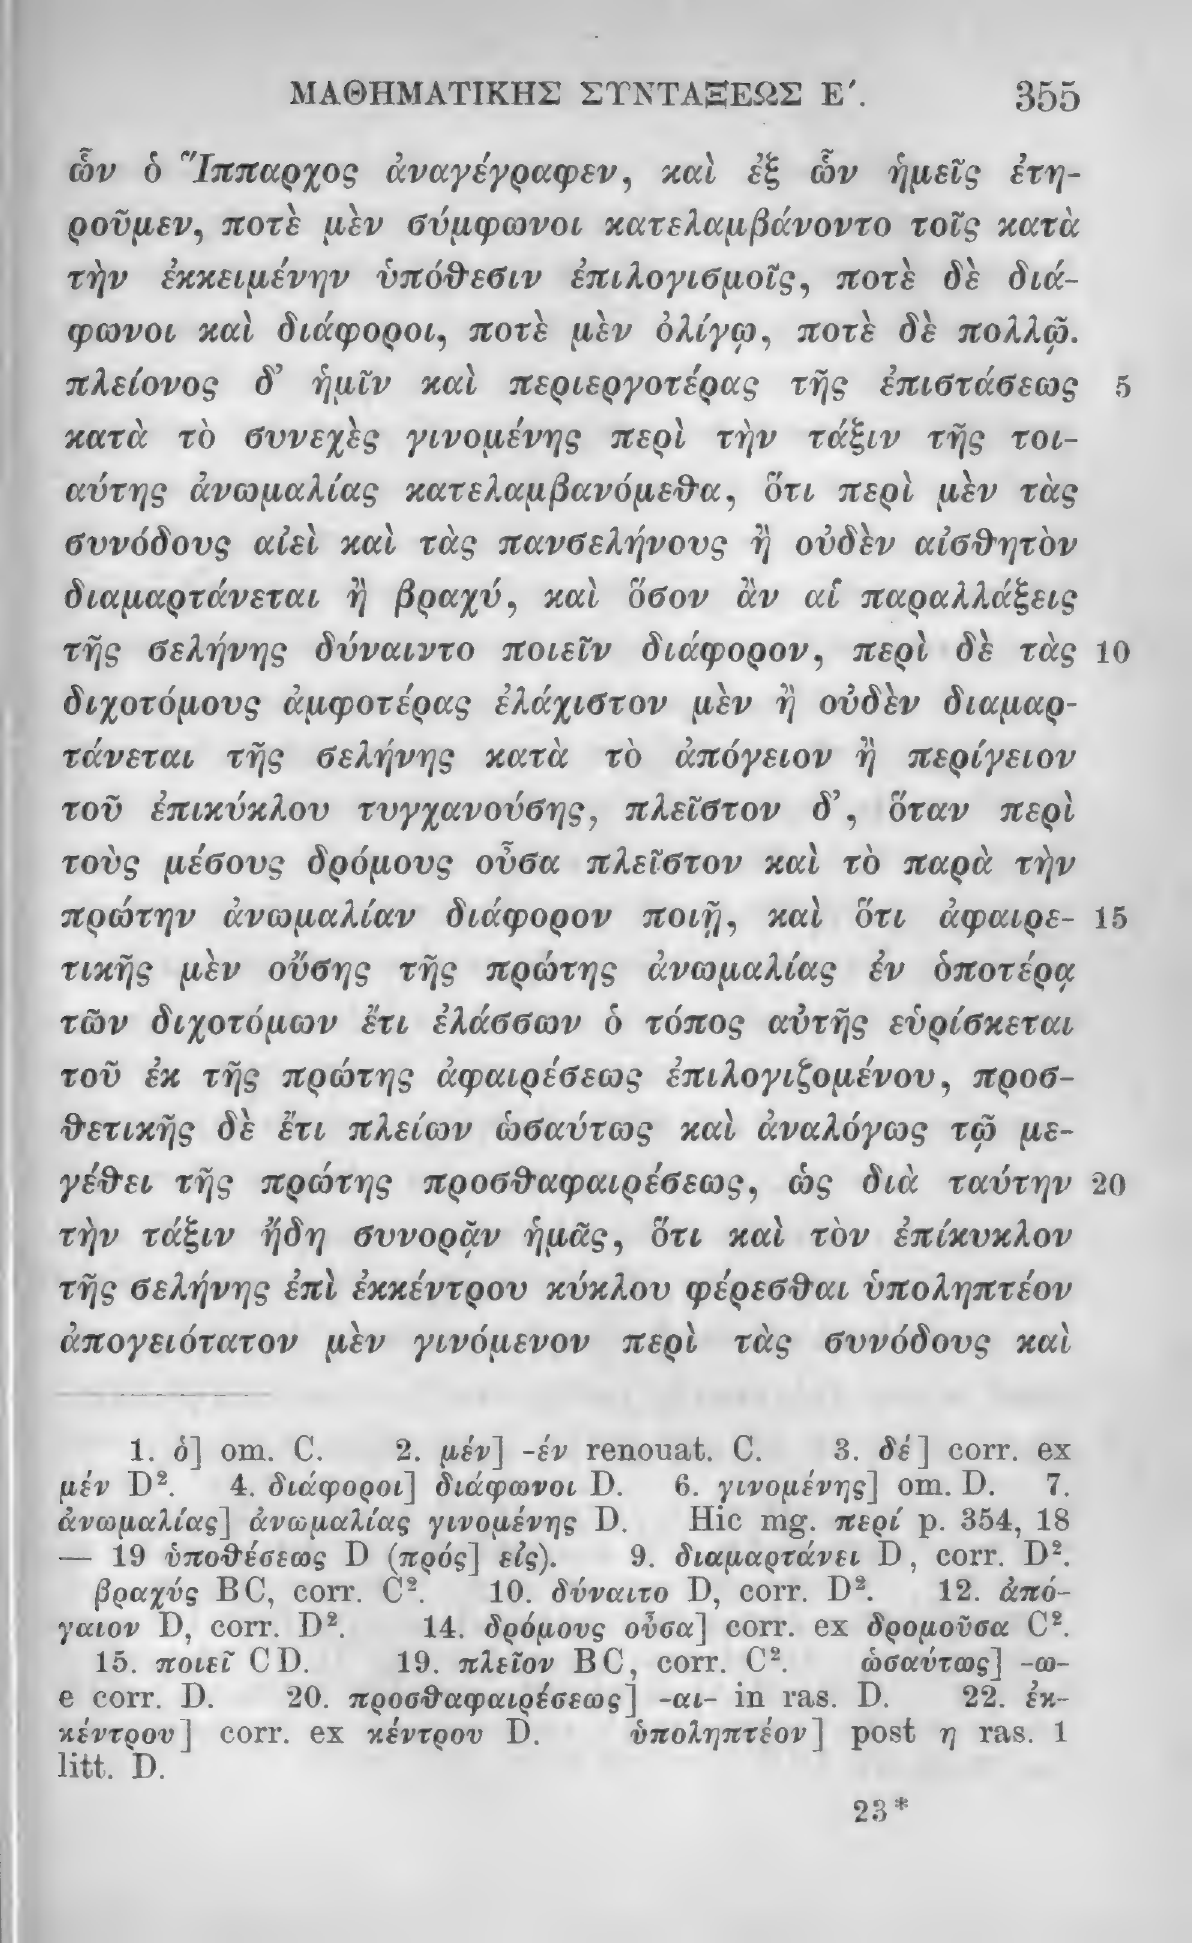 ΜΑΘΗΜΑΤΙΚΗΣ ΣΥΝΤΑΞΕΩΣ Ε΄. 355
ὧν ὁ Ἵππαρχος ἀναγέγραφεν, καὶ ἐξ ὧν ἡμεῖς ἐτη-
ροῦμεν, ποτὲ μὲν σύμφωνοι κατελαμβάνοντο τοῖς κατὰ
τὴν ἐκκειμένην ὑπόθεσιν ἐπιλογισμοῖς, ποτὲ δὲ διά-
φωνοι καὶ διάφοροι, ποτὲ μὲν ὀλίγῳ, ποτὲ δὲ πολλῷ.
πλείονος δ’ ἡμῖν καὶ περιεργοτέρας τῆς ἐπιστάσεως 5
κατὰ τὸ συνεχὲς γινομένης περὶ τὴν τάξιν τῆς τοι-
αύτης ἀνωμαλίας κατελαμβανόμεθα, ὅτι περὶ μὲν τὰς
συνόδους αἰεὶ καὶ τὰς πανσελήνους ἢ οὐδὲν αἰσθητὸν
διαμαρτάνεται ἢ βραχύ, καὶ ὅσον ἂν αἱ παραλλάξεις
τῆς σελήνης δύναιντο ποιεῖν διάφορον, περὶ δὲ τὰς 10
διχοτόμους ἀμφοτέρας ἐλάχιστον μὲν ἢ οὐδὲν διαμαρ-
τάνεται τῆς σελήνης κατὰ τὸ ἀπόγειον ἢ περίγειον
τοῦ ἐπικύκλου τυγχανούσης, πλεῖστον δ’, ὅταν περὶ
τοὺς μέσους δρόμους οὖσα πλεῖστον καὶ τὸ παρὰ τὴν
πρώτην ἀνωμαλίαν διάφορον ποιῇ, καὶ ὅτι ἀφαιρε- 15
τικῆς μὲν οὔσης τῆς πρώτης ἀνωμαλίας ἐν ὁποτέρᾳ
τῶν διχοτόμων ἔτι ἐλάσσων ὁ τόπος αὐτῆς εὑρίσκεται
τοῦ ἐκ τῆς πρώτης ἀφαιρέσεως ἐπιλογιζομένου, προσ-
θετικῆς δὲ ἔτι πλείων ὡσαύτως καὶ ἀναλόγως τῷ με-
γέθει τῆς πρώτης προσθαφαιρέσεως, ὡς διὰ ταύτην 20
τὴν τάξιν ἤδη συνορᾶν ἡμᾶς, ὅτι καὶ τὸν ἐπίκυκλον
τῆς σελήνης ἐπὶ ἐκκέντρου κύκλου φέρεσθαι ὑποληπτέον
ἀπογειότατον μὲν γινόμενον περὶ τὰς συνόδους καὶ
1. ὁ] om. C. 2. μέν] -έν renouat. C. 3. δέ] corr. ex
μέν D². 4. διάφοροι] διάφωνοι D. 6. γινομένης] om. D. 7.
ἀνωμαλίας] ἀνωμαλίας γινομένης D. Hic mg. περί p. 354, 18
— 19 ὑποθέσεως D (πρός] εἰς). 9. διαμαρτάνει D, corr. D².
βραχύς BC, corr. C². 10. δύναιτο D, corr. D². 12. ἀπό-
γαιον D, corr. D². 14. δρόμους οὖσα] corr. ex δρομοῦσα C².
15. ποιεῖ CD. 19. πλεῖον BC, corr. C². ὡσαύτως] -ω-
e corr. D. 20. προσθαφαιρέσεως] -αι- in ras. D. 22. ἐκ-
κέντρου] corr. ex κέντρου D. ὑποληπτέον] post η ras. 1
litt. D.
23*